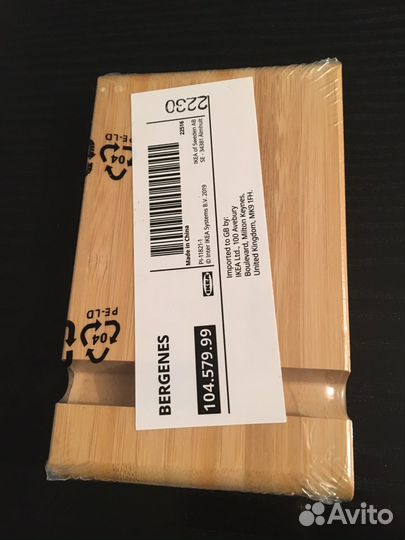 BERGENES
104.579.99
Made in China
22516
PI-11821-1
© Inter IKEA Systems B.V. 2019
IKEA of Sweden AB
SE - 34381 Älmhult
2230
IKEA
Imported to GB by:
IKEA Ltd., 100 Avebury
Boulevard, Milton Keynes,
United Kingdom, MK9 1FH.
04
PE-LD
04
PE-LD
Avito